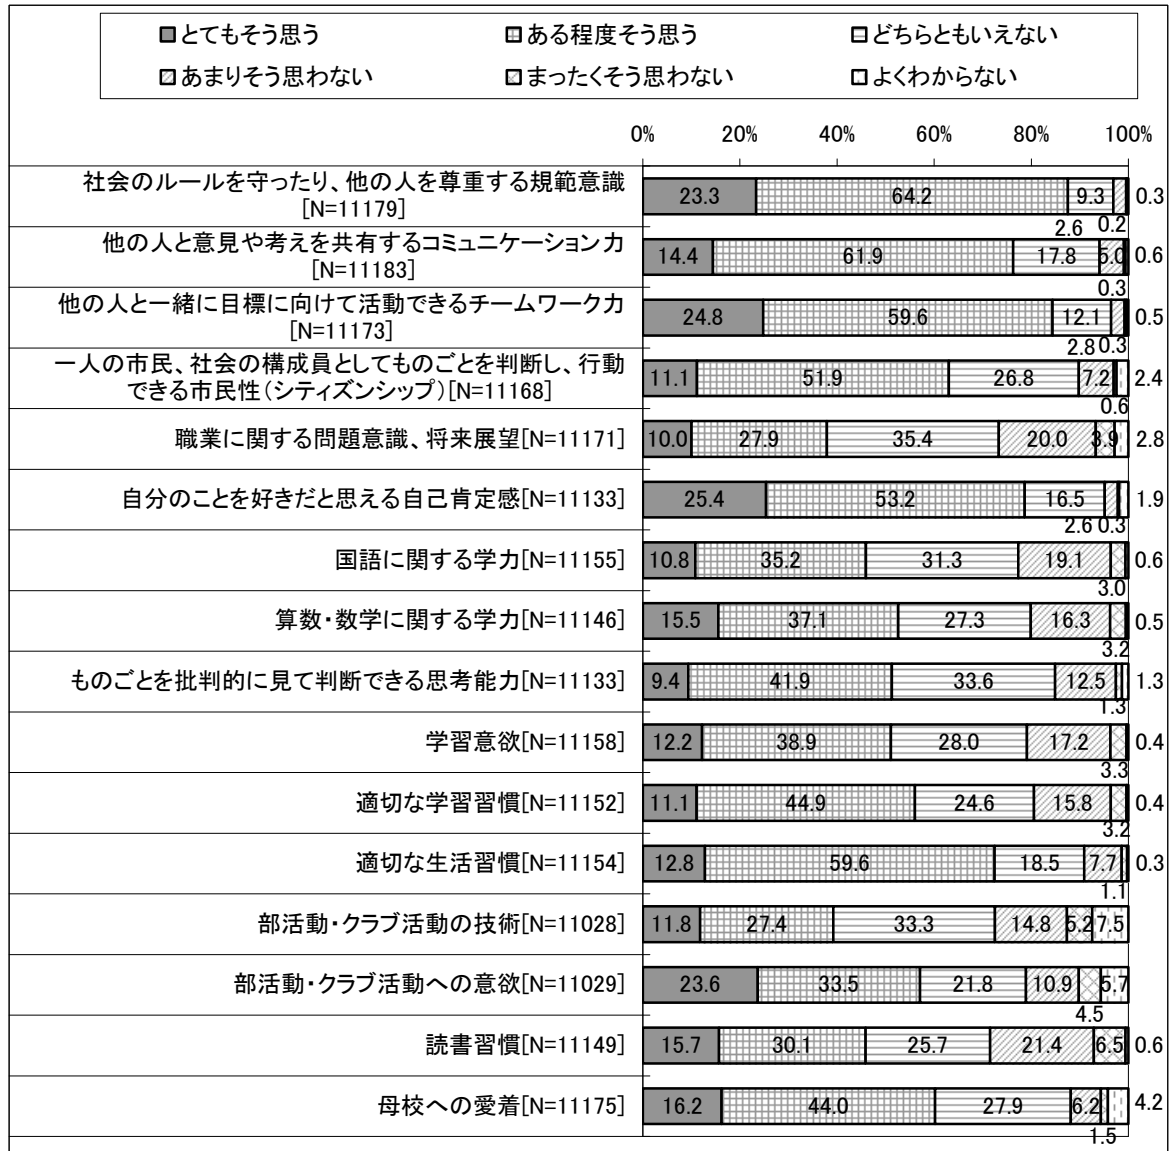 とてもそう思う ある程度そう思う どちらともいえない
あまりそう思わない まったくそう思わない よくわからない
0% 20% 40% 60% 80% 100%
社会のルールを守ったり、他の人を尊重する規範意識
[N=11179]
23.3 64.2 9.3 0.3
2.6 0.2
他の人と意見や考えを共有するコミュニケーション力
[N=11183]
14.4 61.9 17.8 5.0 0.6
0.3
他の人と一緒に目標に向けて活動できるチームワーク力
[N=11173]
24.8 59.6 12.1 0.5
2.8 0.3
一人の市民、社会の構成員としてものごとを判断し、行動
できる市民性(シティズンシップ)[N=11168]
11.1 51.9 26.8 7.2 2.4
0.6
職業に関する問題意識、将来展望[N=11171]
10.0 27.9 35.4 20.0 3.9 2.8
自分のことを好きだと思える自己肯定感[N=11133]
25.4 53.2 16.5 1.9
2.6 0.3
国語に関する学力[N=11155]
10.8 35.2 31.3 19.1 0.6
3.0
算数・数学に関する学力[N=11146]
15.5 37.1 27.3 16.3 0.5
3.2
ものごとを批判的に見て判断できる思考能力[N=11133]
9.4 41.9 33.6 12.5 1.3
1.3
学習意欲[N=11158]
12.2 38.9 28.0 17.2 0.4
3.3
適切な学習習慣[N=11152]
11.1 44.9 24.6 15.8 0.4
3.2
適切な生活習慣[N=11154]
12.8 59.6 18.5 7.7 0.3
1.1
部活動・クラブ活動の技術[N=11028]
11.8 27.4 33.3 14.8 5.2 7.5
部活動・クラブ活動への意欲[N=11029]
23.6 33.5 21.8 10.9 5.7
4.5
読書習慣[N=11149]
15.7 30.1 25.7 21.4 6.5 0.6
母校への愛着[N=11175]
16.2 44.0 27.9 6.2 4.2
1.5